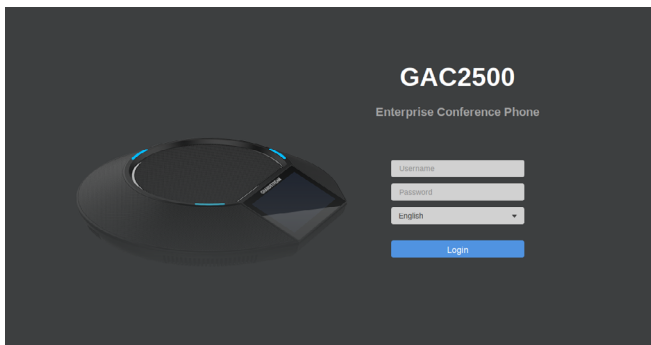 GAC2500
Enterprise Conference Phone
Username
Password
English
Login